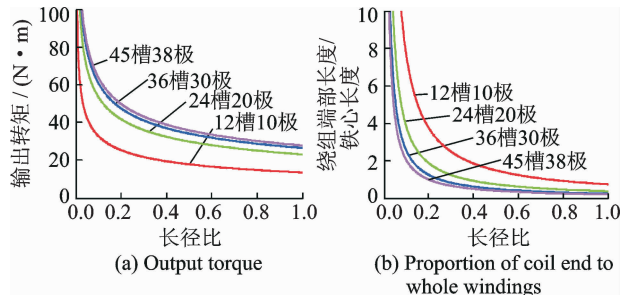 100
80
60
40
20
0
输出转矩 / (N·m)
45槽38极
36槽30极
24槽20极
12槽10极
0.0 0.2 0.4 0.6 0.8 1.0
长径比
(a) Output torque
10
8
6
4
2
0
绕组端部长度/
铁心长度
12槽10极
24槽20极
36槽30极
45槽38极
0.0 0.2 0.4 0.6 0.8 1.0
长径比
(b) Proportion of coil end to
whole windings